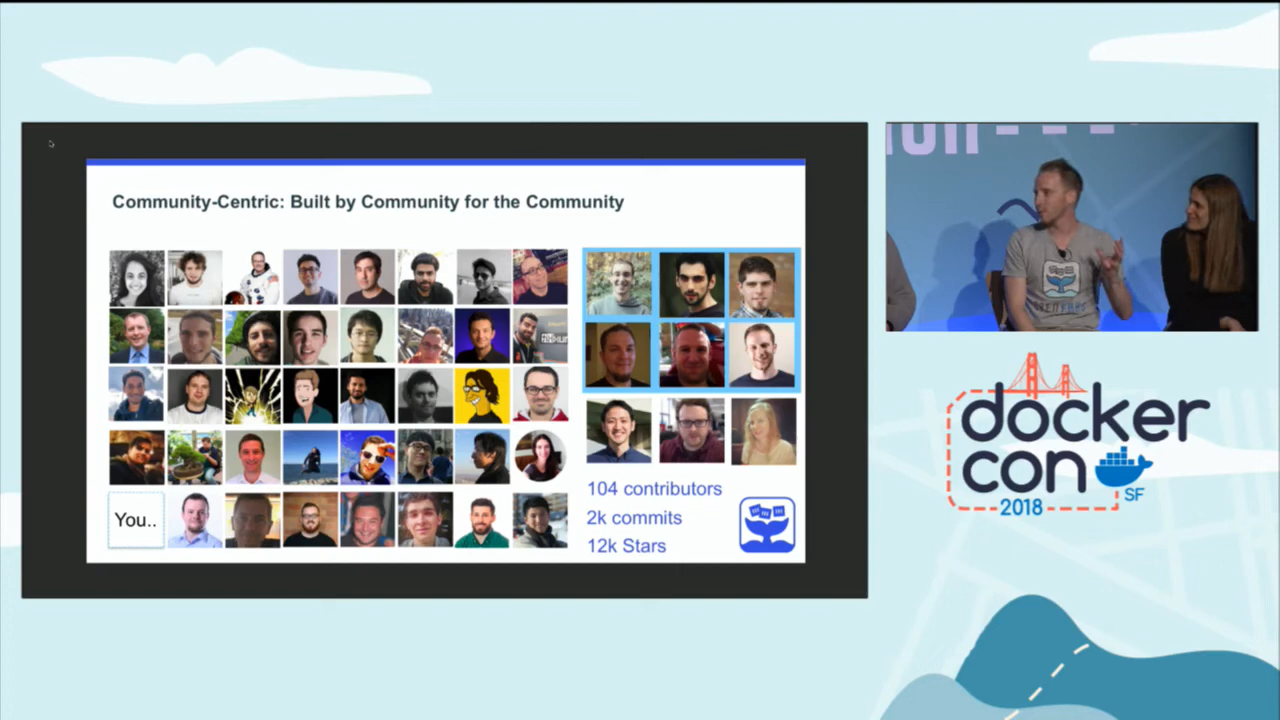 Community-Centric: Built by Community for the Community
You..
104 contributors
2k commits
12k Stars
docker
con
2018
SF